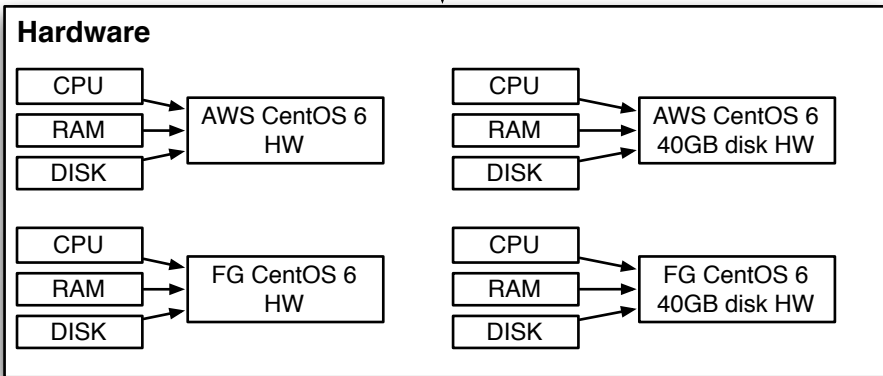 Hardware
CPU
RAM
DISK
AWS CentOS 6
HW
CPU
RAM
DISK
AWS CentOS 6
40GB disk HW
CPU
RAM
DISK
FG CentOS 6
HW
CPU
RAM
DISK
FG CentOS 6
40GB disk HW